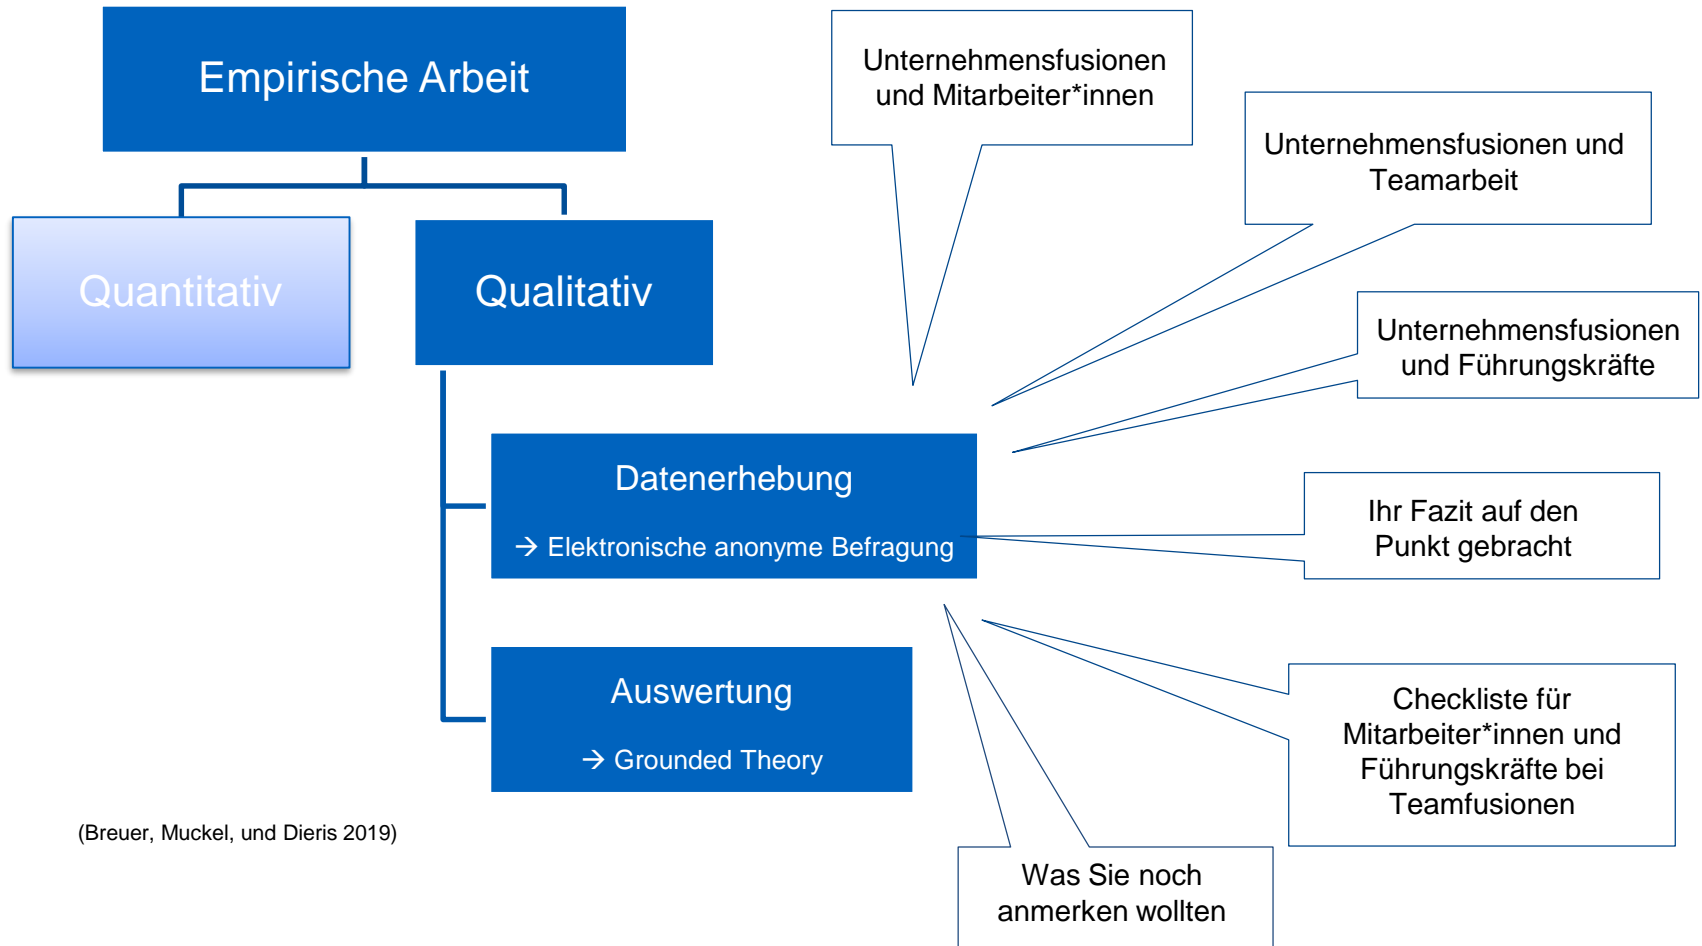 Empirische Arbeit
Quantitativ
Qualitativ
Datenerhebung
→ Elektronische anonyme Befragung
Auswertung
→ Grounded Theory
Unternehmensfusionen
und Mitarbeiter*innen
Unternehmensfusionen und
Teamarbeit
Unternehmensfusionen
und Führungskräfte
Ihr Fazit auf den
Punkt gebracht
Checkliste für
Mitarbeiter*innen und
Führungskräfte bei
Teamfusionen
Was Sie noch
anmerken wollten
(Breuer, Muckel, und Dieris 2019)